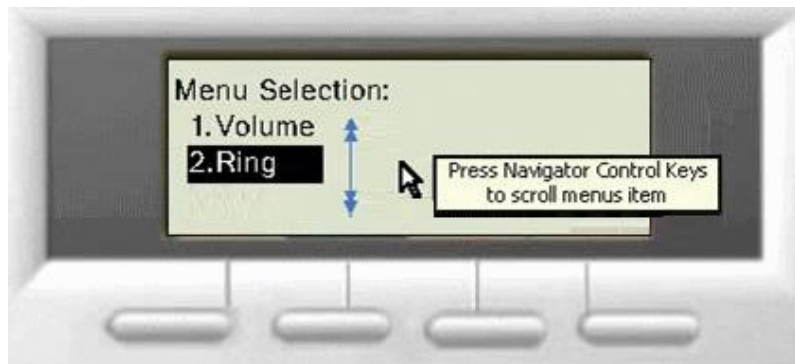 Menu Selection:
1.Volume
2.Ring
Press Navigator Control Keys
to scroll menus item